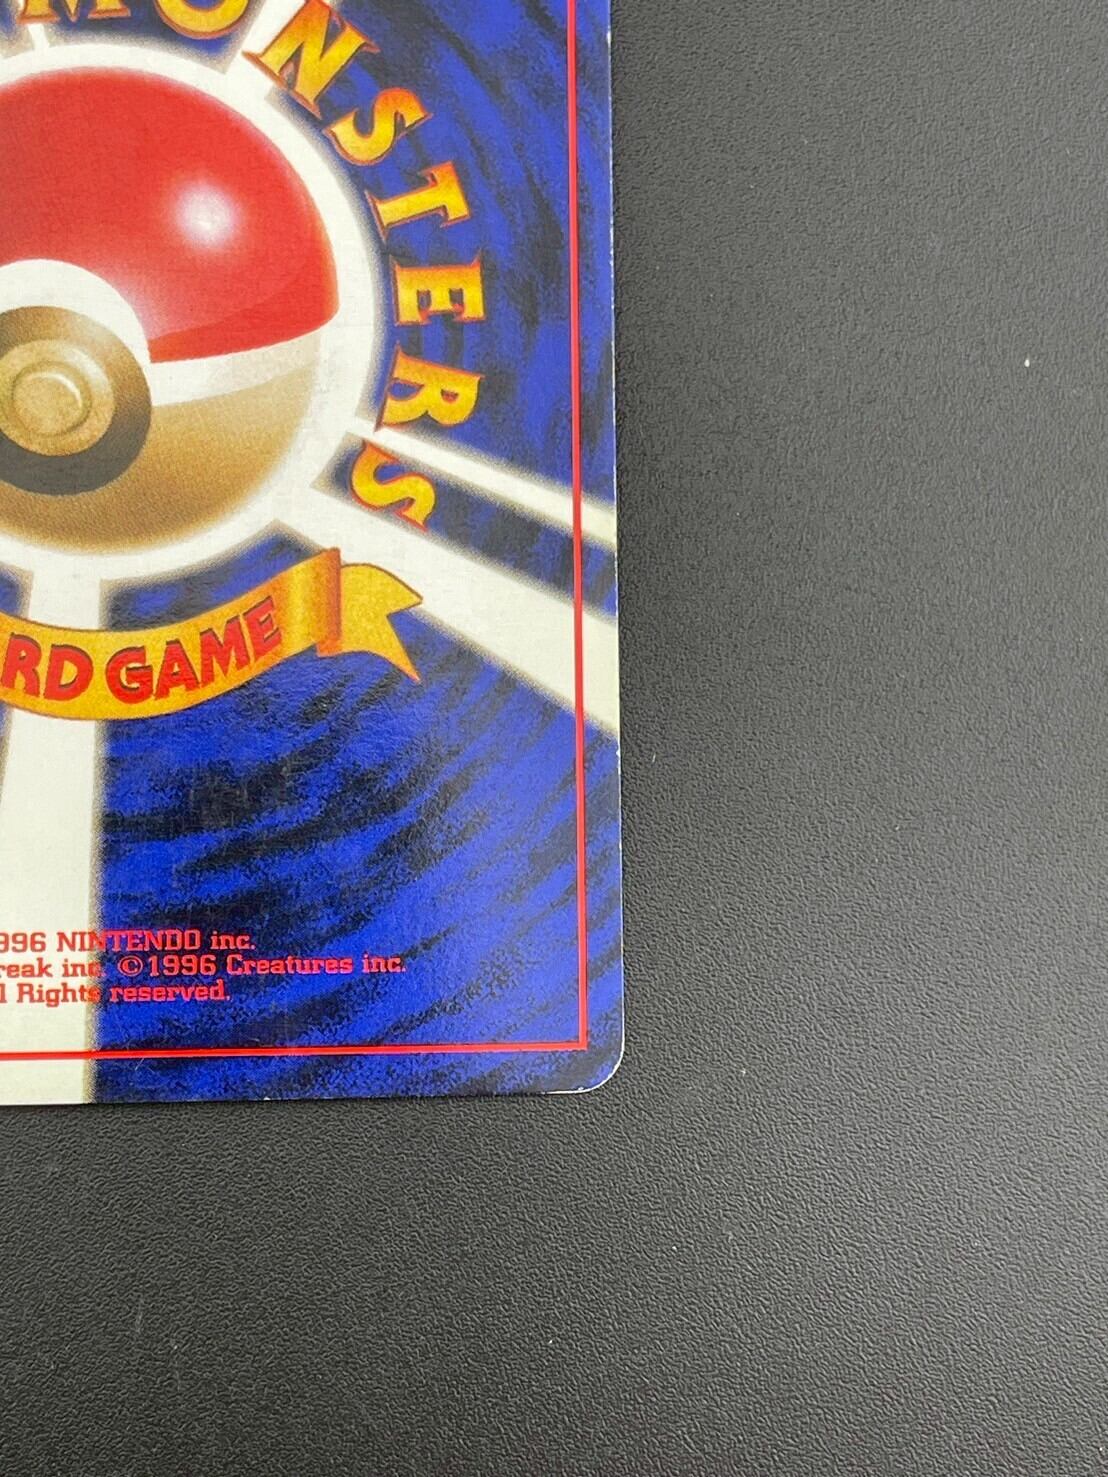 MONSTERS
RD GAME
996 NINTENDO inc.
reak inc. ©1996 Creatures inc.
l Rights reserved.